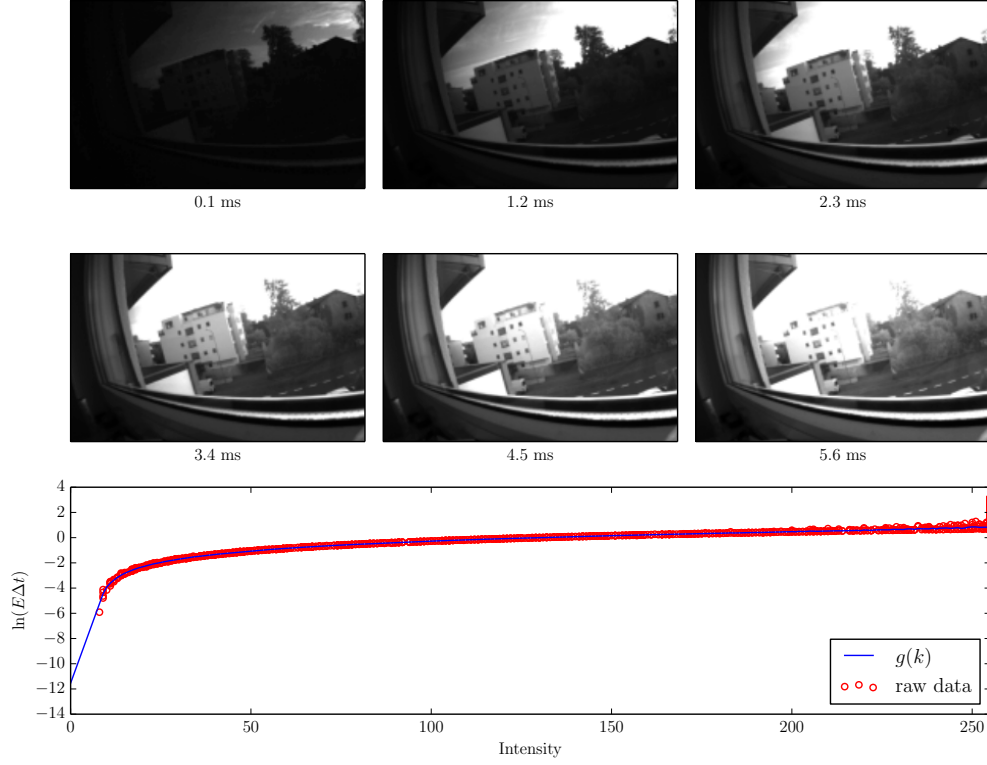 0.1 ms
1.2 ms
2.3 ms
3.4 ms
4.5 ms
5.6 ms
4
2
0
−2
−4
−6
−8
−10
−12
−14
ln(EΔt)
g(k)
raw data
0 50 100 150 200 250
Intensity